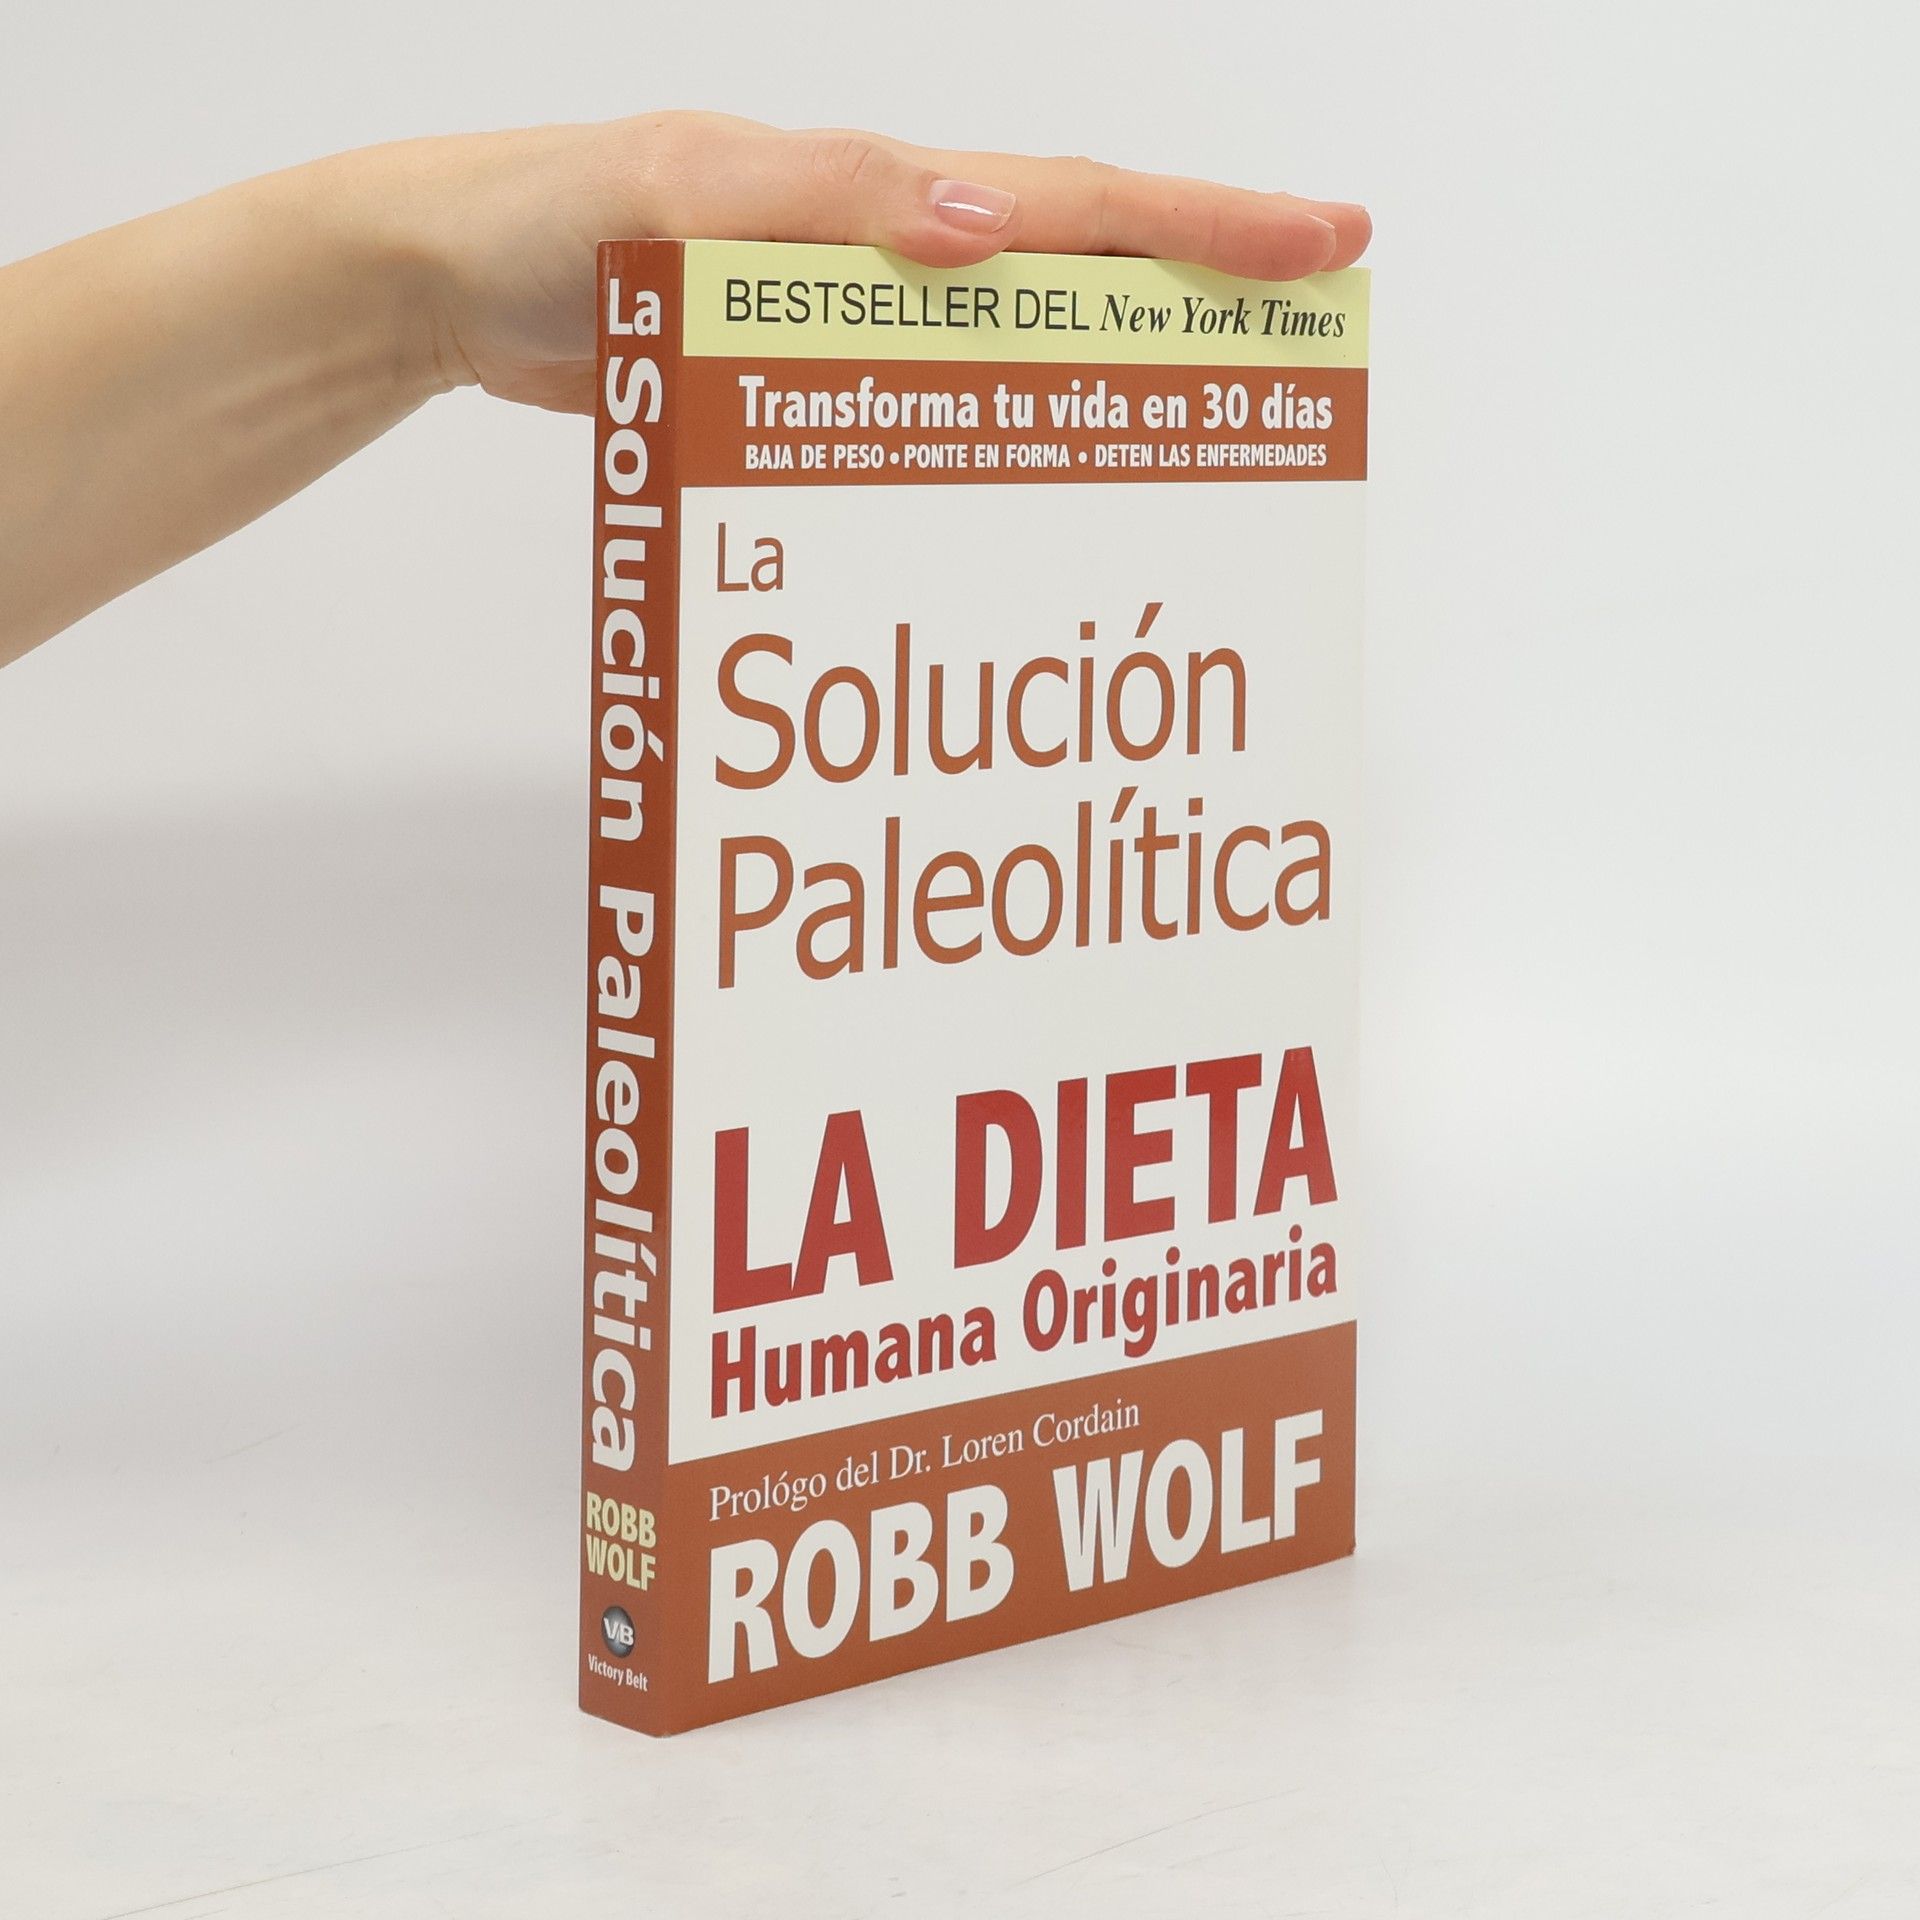 La Solución Paleolítica
ROBB
WOLF
VB
Victory Belt
BESTSELLER DEL New York Times
Transforma tu vida en 30 días
BAJA DE PESO • PONTE EN FORMA • DETEN LAS ENFERMEDADES
La
Solución
Paleolítica
LA DIETA
Humana Originaria
Prológo del Dr. Loren Cordain
ROBB WOLF